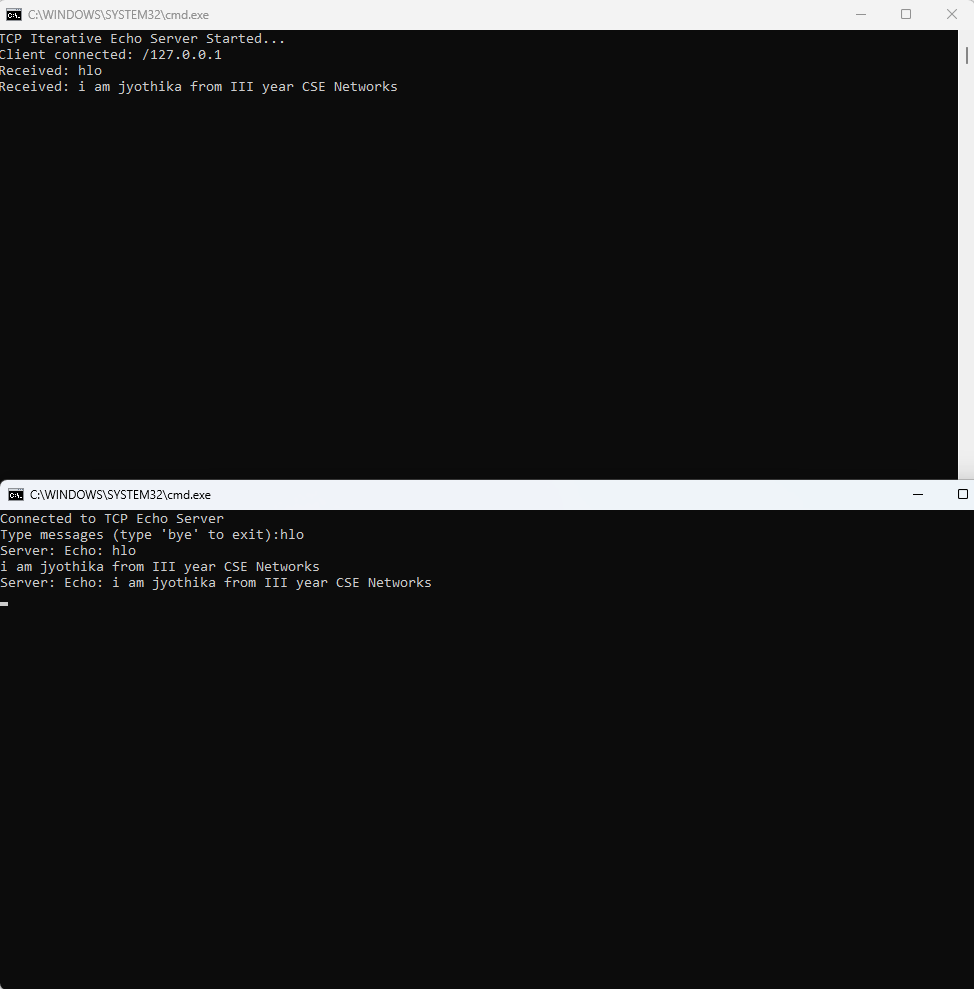 C:\WINDOWS\SYSTEM32\cmd.exe
TCP Iterative Echo Server Started...
Client connected: /127.0.0.1
Received: hlo
Received: i am jyothika from III year CSE Networks
C:\WINDOWS\SYSTEM32\cmd.exe
Connected to TCP Echo Server
Type messages (type 'bye' to exit):hlo
Server: Echo: hlo
i am jyothika from III year CSE Networks
Server: Echo: i am jyothika from III year CSE Networks